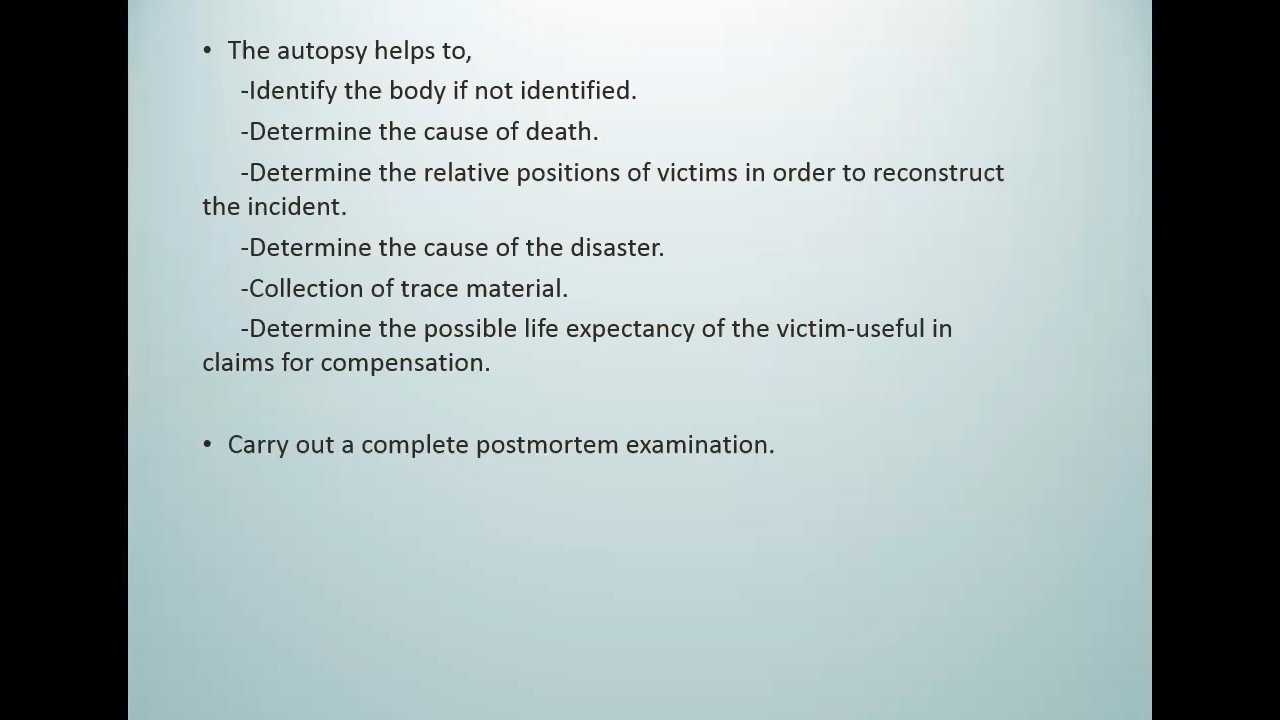 • The autopsy helps to,
-Identify the body if not identified.
-Determine the cause of death.
-Determine the relative positions of victims in order to reconstruct
the incident.
-Determine the cause of the disaster.
-Collection of trace material.
-Determine the possible life expectancy of the victim-useful in
claims for compensation.
• Carry out a complete postmortem examination.